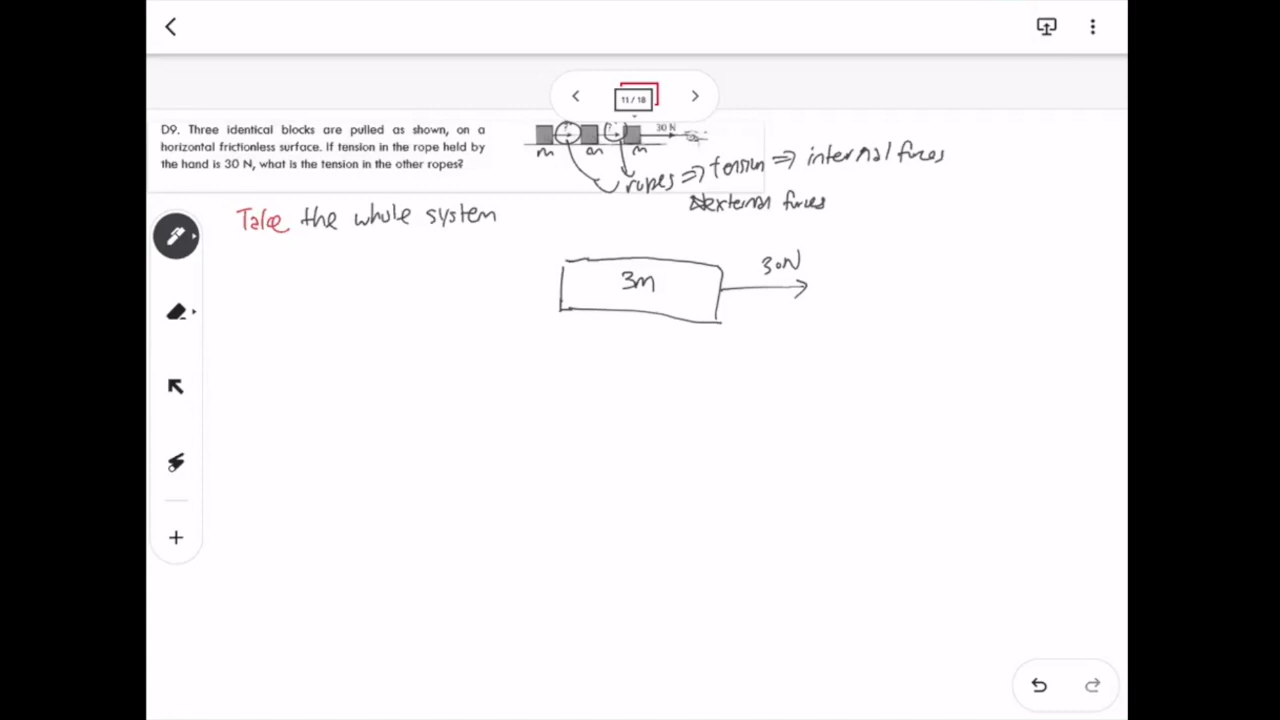 11 / 18
D9. Three identical blocks are pulled as shown, on a
horizontal frictionless surface. If tension in the rope held by
the hand is 30 N, what is the tension in the other ropes?
? ? 30 N
m m m
ropes ⇒ tension ⇒ internal forces
external forces
Take the whole system
3m
30N